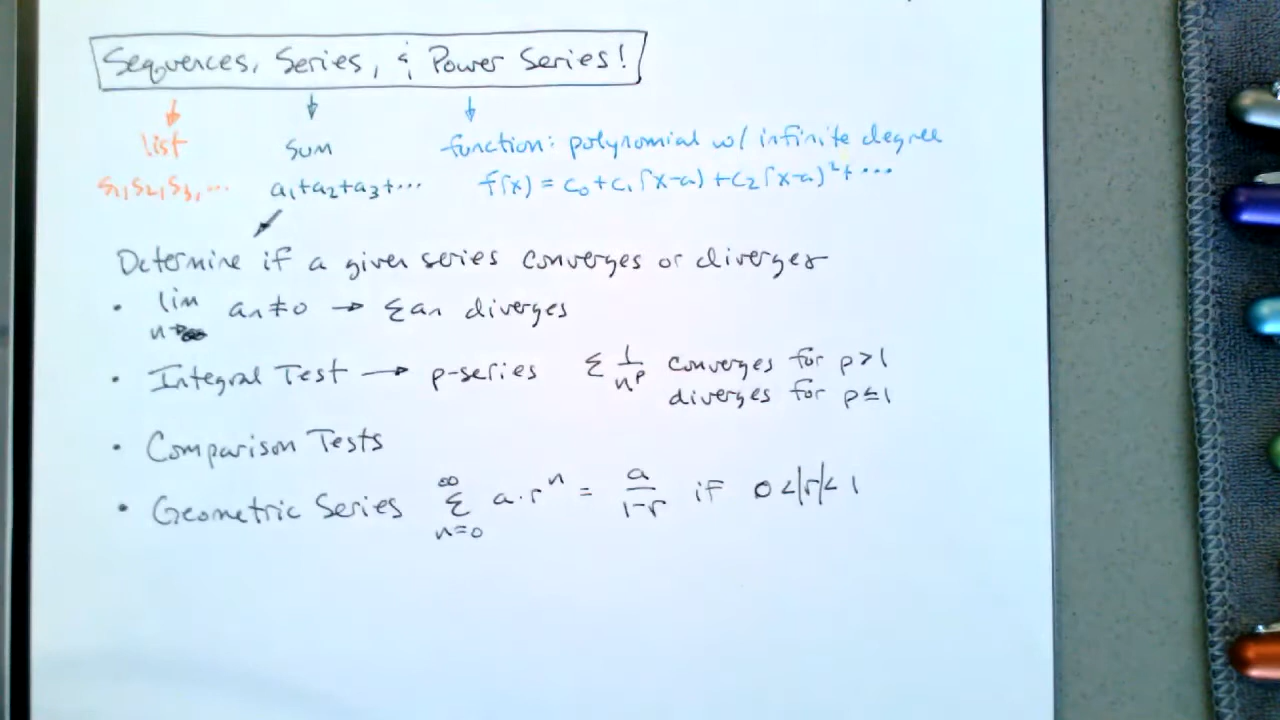 Sequences, Series, & Power Series!
list sum function: polynomial w/ infinite degree
s₁,s₂,s₃,... a₁+a₂+a₃+... f(x) = c₀+c₁(x-a)+c₂(x-a)²+...
Determine if a given series converges or diverges
• lim n→∞ aₙ≠0 → Σaₙ diverges
• Integral Test → p-series Σ 1/nᵖ converges for p>1
diverges for p≤1
• Comparison Tests
• Geometric Series ∞ Σ n=0 a·rⁿ = a/(1-r) if 0<|r|<1